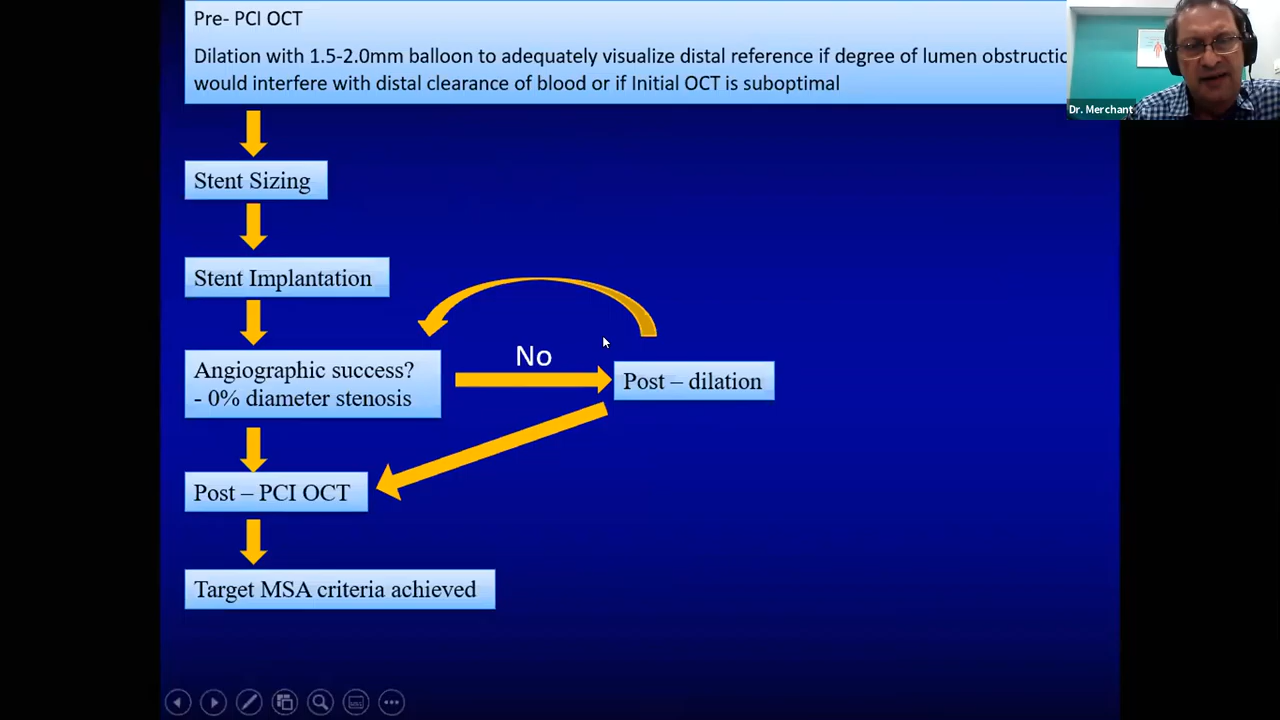 Pre- PCI OCT
Dilation with 1.5-2.0mm balloon to adequately visualize distal reference if degree of lumen
would interfere with distal clearance of blood or if Initial OCT is suboptimal
Dr. Merchant
Stent Sizing
Stent Implantation
Angiographic success?
- 0% diameter stenosis
No
Post – dilation
Post – PCI OCT
Target MSA criteria achieved